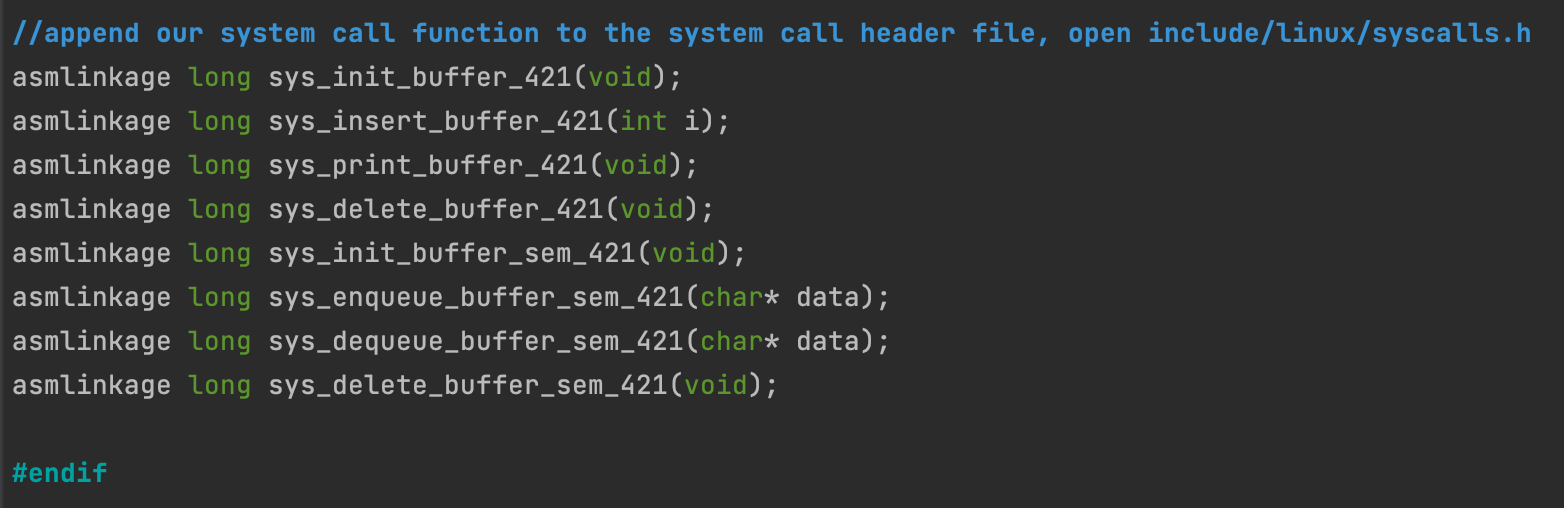 //append our system call function to the system call header file, open include/linux/syscalls.h
asmlinkage long sys_init_buffer_421(void);
asmlinkage long sys_insert_buffer_421(int i);
asmlinkage long sys_print_buffer_421(void);
asmlinkage long sys_delete_buffer_421(void);
asmlinkage long sys_init_buffer_sem_421(void);
asmlinkage long sys_enqueue_buffer_sem_421(char* data);
asmlinkage long sys_dequeue_buffer_sem_421(char* data);
asmlinkage long sys_delete_buffer_sem_421(void);
#endif